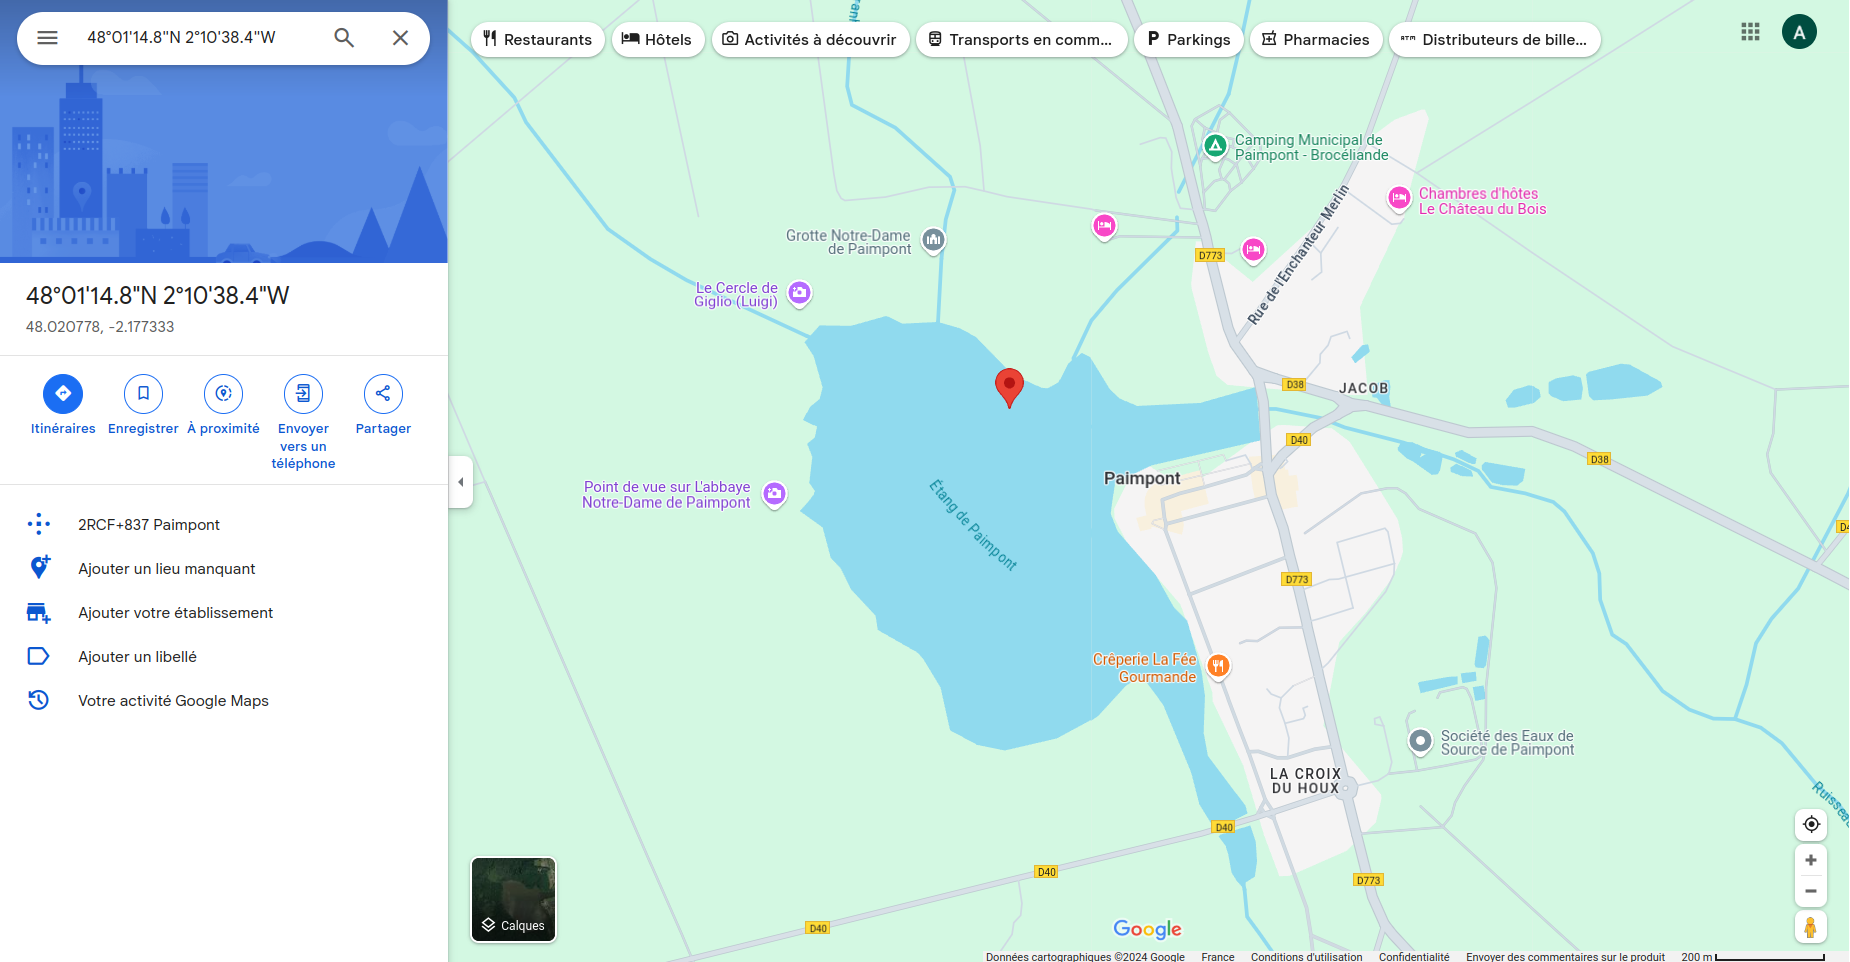 48°01'14.8"N 2°10'38.4"W
Restaurants
Hôtels
Activités à découvrir
Transports en comm...
P Parkings
Pharmacies
ATM Distributeurs de bille...
A
48°01'14.8"N 2°10'38.4"W
48.020778, -2.177333
Itinéraires
Enregistrer
À proximité
Envoyer
vers un
téléphone
Partager
2RCF+837 Paimpont
Ajouter un lieu manquant
Ajouter votre établissement
Ajouter un libellé
Votre activité Google Maps
Camping Municipal de
Paimpont - Brocéliande
Chambres d'hôtes
Le Château du Bois
Grotte Notre-Dame
de Paimpont
D773
Rue de l'Enchanteur Merlin
Le Cercle de
Giglio (Luigi)
D38
JACOB
D40
D38
Paimpont
Point de vue sur L'abbaye
Notre-Dame de Paimpont
Étang de Paimpont
D773
Crêperie La Fée
Gourmande
Société des Eaux de
Source de Paimpont
LA CROIX
DU HOUX
D40
D40
D773
D40
Calques
Google
Données cartographiques ©2024 Google
France
Conditions d'utilisation
Confidentialité
Envoyer des commentaires sur le produit
200 m